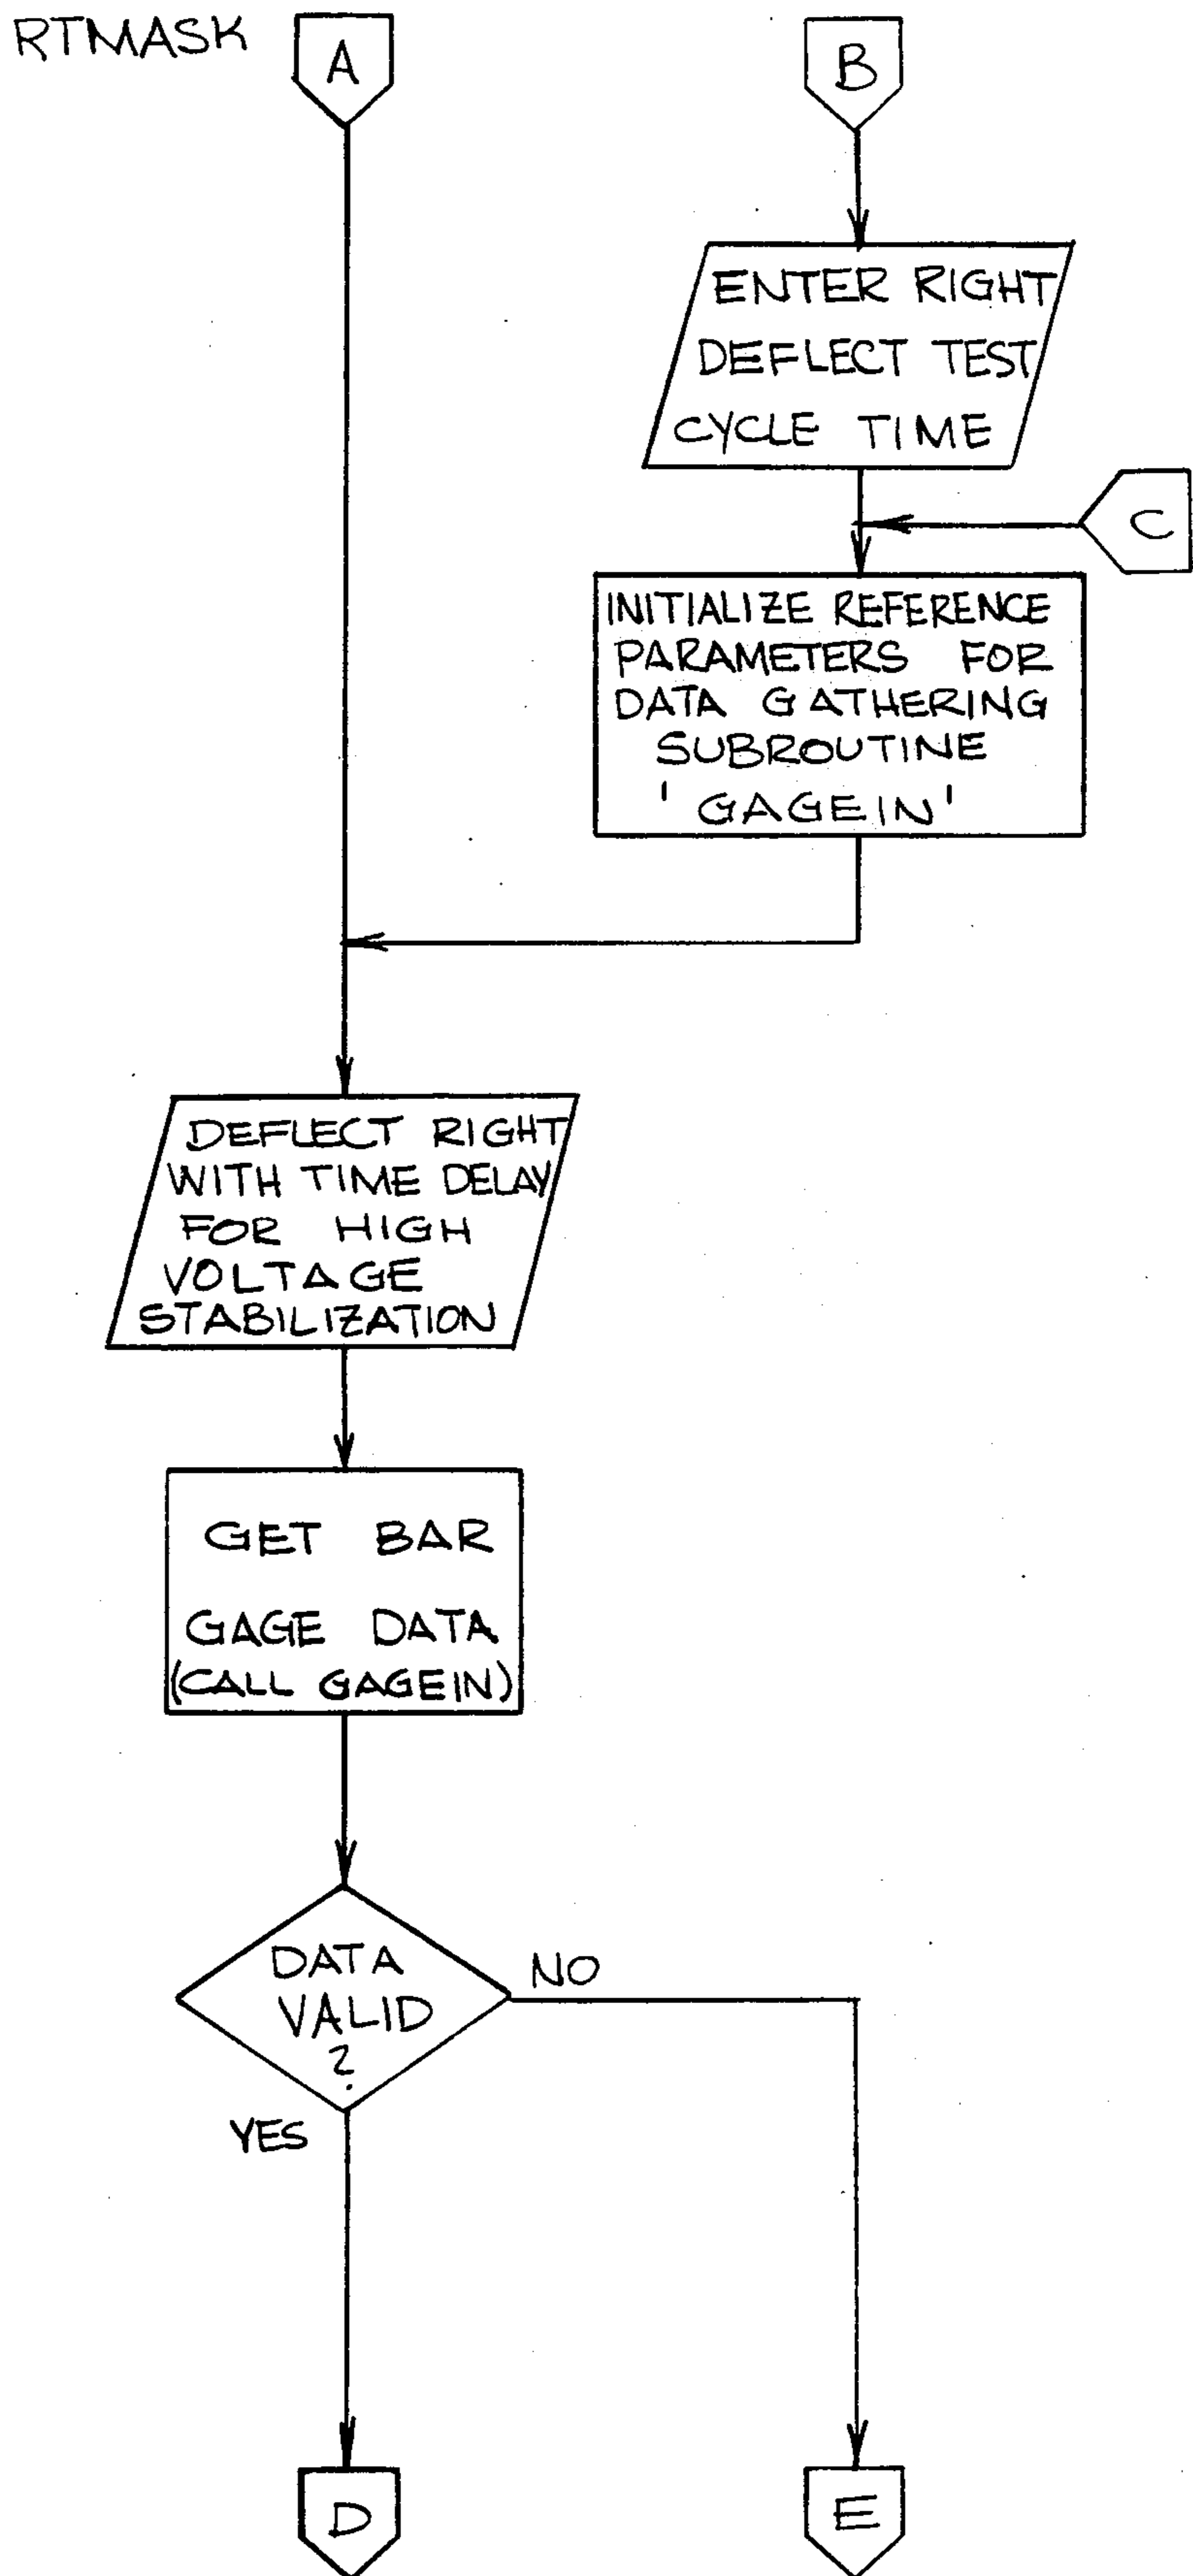 RTMASK
A
B
ENTER RIGHT
DEFLECT TEST
CYCLE TIME
C
INITIALIZE REFERENCE
PARAMETERS FOR
DATA GATHERING
SUBROUTINE
' GAGEIN '
DEFLECT RIGHT
WITH TIME DELAY
FOR HIGH
VOLTAGE
STABILIZATION
GET BAR
GAGE DATA
(CALL GAGEIN)
DATA
VALID
?
NO
YES
D
E